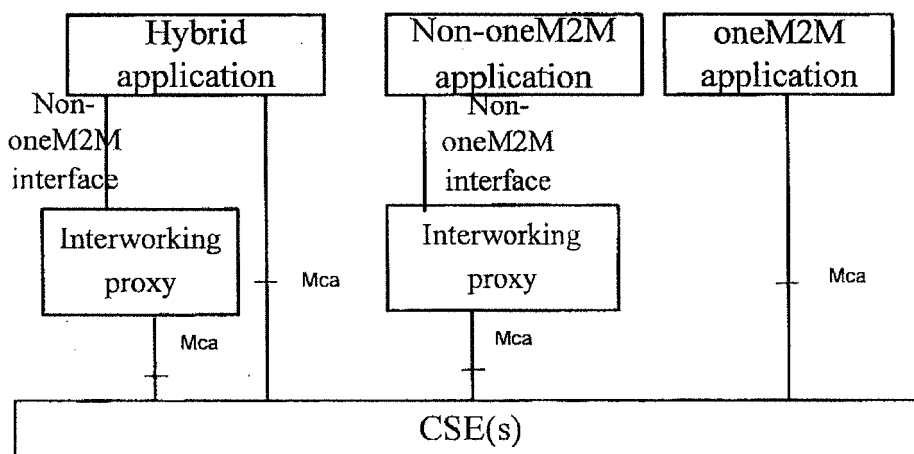 Hybrid
application
Non-oneM2M
application
oneM2M
application
Non-
oneM2M
interface
Non-
oneM2M
interface
Interworking
proxy
Interworking
proxy
Mca
Mca
Mca
Mca
CSE(s)